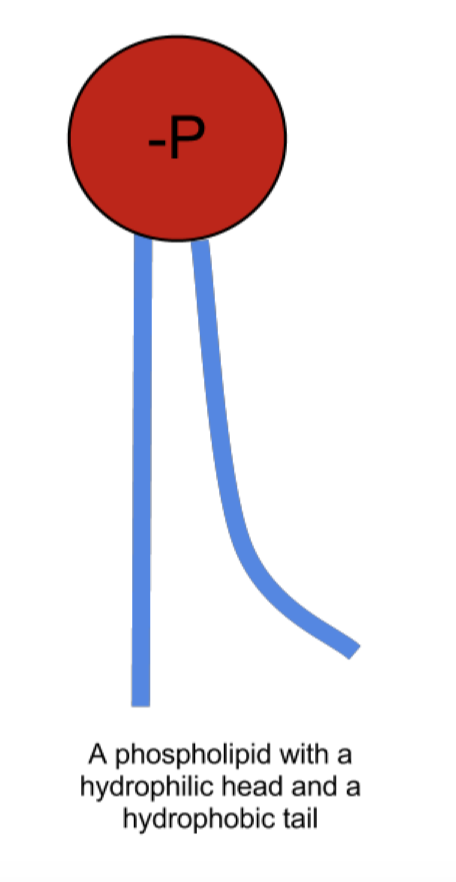 -P
A phospholipid with a
hydrophilic head and a
hydrophobic tail